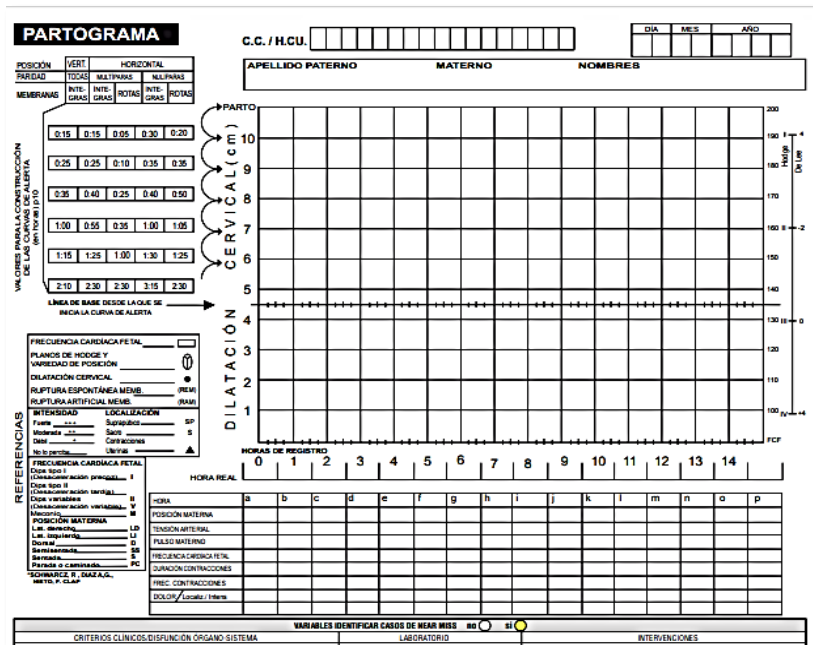 PARTOGRAMA
C.C. / H.CU.
DÍA MES AÑO
APELLIDO PATERNO MATERNO NOMBRES
POSICIÓN VERT. HORIZONTAL
PARIDAD TODAS MULTIPARAS NULIPARAS
MEMBRANAS INTE-GRAS INTE-GRAS ROTAS INTE-GRAS ROTAS
0:15 0:15 0:05 0:30 0:20
0:25 0:25 0:10 0:35 0:35
0:35 0:40 0:25 0:40 0:50
1:00 0:55 0:35 1:00 1:05
1:15 1:25 1:00 1:30 1:25
2:10 2:30 2:30 3:15 2:30
VALORES PARA LA CONSTRUCCIÓN
DE LAS CURVAS DE ALERTA
(en horas) p10
LÍNEA DE BASE DESDE LA QUE SE
INICIA LA CURVA DE ALERTA
DILATACIÓN CERVICAL (cm)
PARTO
10
9
8
7
6
5
4
3
2
1
200
190 I 4
180
170
160 II -2
150
140
130 III 0
120
110
100 IV +4
FCF
Hodge
De Lee
REFERENCIAS
FRECUENCIA CARDÍACA FETAL
PLANOS DE HODGE Y
VARIEDAD DE POSICIÓN
DILATACIÓN CERVICAL
RUPTURA ESPONTÁNEA MEMB. (REM)
RUPTURA ARTIFICIAL MEMB. (RAM)
INTENSIDAD LOCALIZACIÓN
Fuerte +++ Suprapúbico SP
Moderada ++ Sacro S
Débil + Contracciones
No lo percibe Uterinas
FRECUENCIA CARDÍACA FETAL
Dips tipo I
(Desaceleración precoz) I
Dips tipo II
(Desaceleración tardía)
Dips variables II
(Desaceleración variable) V
Meconio M
POSICIÓN MATERNA
Lat. derecho LD
Lat. izquierdo LI
Dorsal D
Semisentada SS
Sentada S
Parada o caminado PC
*SCHWARCZ, R., DIAZ A,G.,
NIETO, F. CLAP
HORAS DE REGISTRO
0 1 2 3 4 5 6 7 8 9 10 11 12 13 14
HORA REAL
HORA a b c d e f g h i j k l m n o p
POSICIÓN MATERNA
TENSIÓN ARTERIAL
PULSO MATERNO
FRECUENCIA CARDÍACA FETAL
DURACIÓN CONTRACCIONES
FREC. CONTRACCIONES
DOLOR / Localiz. / Intens
VARIABLES IDENTIFICAR CASOS DE NEAR MISS no si
CRITERIOS CLÍNICOS/DISFUNCIÓN ÓRGANO-SISTEMA LABORATORIO INTERVENCIONES